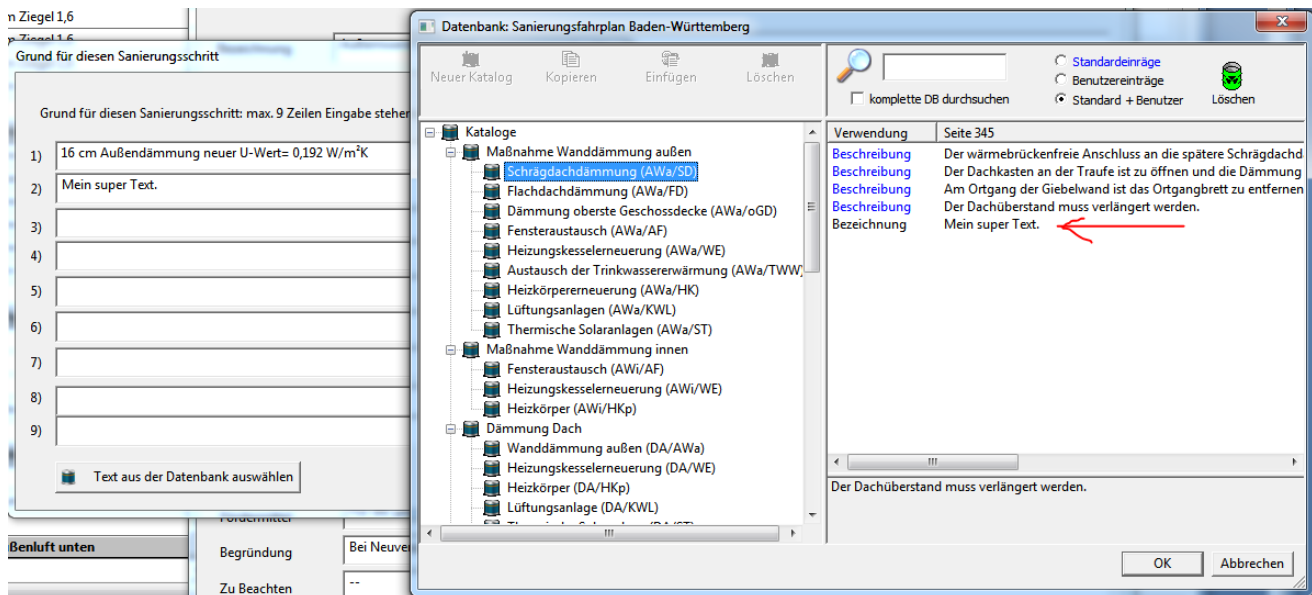 n Ziegel 1,6
Grund für diesen Sanierungsschritt
Grund für diesen Sanierungsschritt: max. 9 Zeilen Eingabe stehen
1) 16 cm Außendämmung neuer U-Wert= 0,192 W/m²K
2) Mein super Text.
3)
4)
5)
6)
7)
8)
9)
Text aus der Datenbank auswählen
ßenluft unten
Begründung
Bei Neuver
Zu Beachten
--
Datenbank: Sanierungsfahrplan Baden-Württemberg
Neuer Katalog
Kopieren
Einfügen
Löschen
komplette DB durchsuchen
Standardeinräge
Benutzereinträge
Standard + Benutzer
Löschen
Kataloge
Maßnahme Wanddämmung außen
Schrägdachdämmung (AWa/SD)
Flachdachdämmung (AWa/FD)
Dämmung oberste Geschossdecke (AWa/oGD)
Fensteraustausch (AWa/AF)
Heizungskesselerneuerung (AWa/WE)
Austausch der Trinkwassererwärmung (AWa/TWW)
Heizkörpererneuerung (AWa/HK)
Lüftungsanlagen (AWa/KWL)
Thermische Solaranlagen (AWa/ST)
Maßnahme Wanddämmung innen
Fensteraustausch (AWi/AF)
Heizungskesselerneuerung (AWi/WE)
Heizkörper (AWi/HKp)
Dämmung Dach
Wanddämmung außen (DA/AWa)
Heizungskesselerneuerung (DA/WE)
Heizkörper (DA/HKp)
Lüftungsanlage (DA/KWL)
Verwendung Seite 345
Beschreibung Der wärmebrückenfreie Anschluss an die spätere Schrägdachd
Beschreibung Der Dachkasten an der Traufe ist zu öffnen und die Dämmung
Beschreibung Am Ortgang der Giebelwand ist das Ortgangbrett zu entfernen
Beschreibung Der Dachüberstand muss verlängert werden.
Bezeichnung Mein super Text.
Der Dachüberstand muss verlängert werden.
OK
Abbrechen